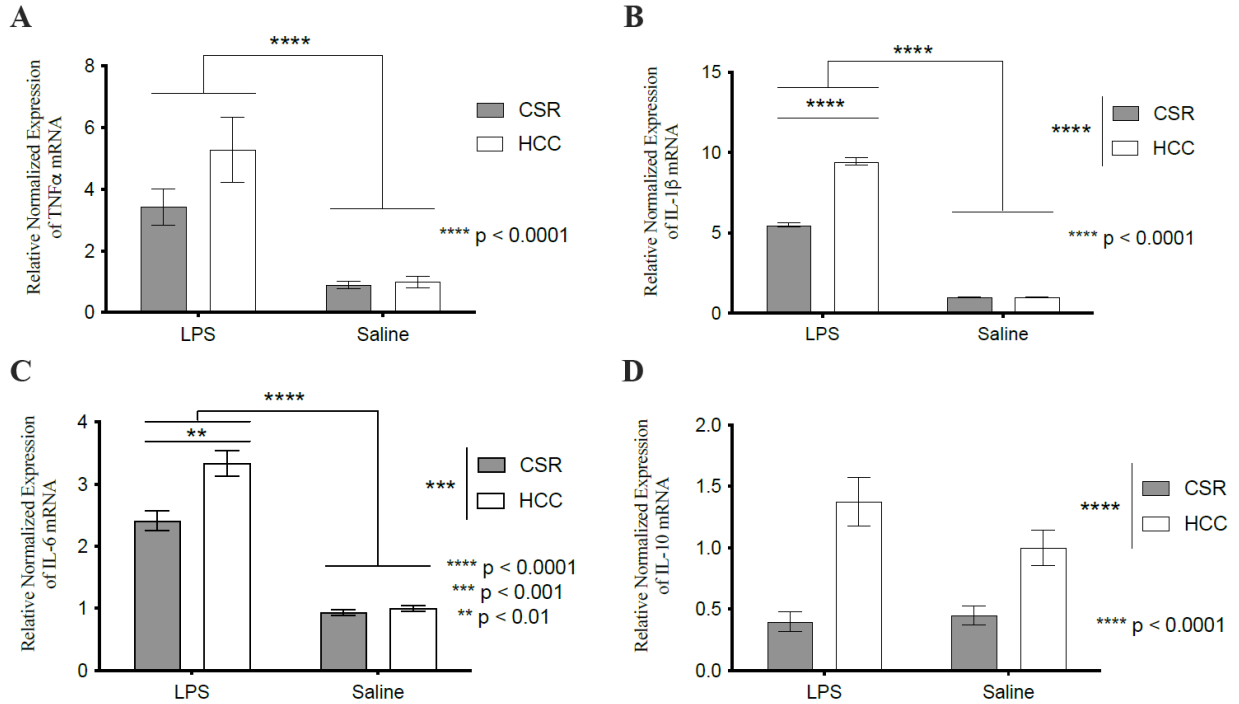 A
Relative Normalized Expression
of TNFα mRNA
8
6
4
2
0
****
CSR
HCC
**** p < 0.0001
LPS
Saline
B
Relative Normalized Expression
of IL-1β mRNA
15
10
5
0
****
****
****
CSR
HCC
**** p < 0.0001
LPS
Saline
C
Relative Normalized Expression
of IL-6 mRNA
4
3
2
1
0
****
**
***
CSR
HCC
**** p < 0.0001
*** p < 0.001
** p < 0.01
LPS
Saline
D
Relative Normalized Expression
of IL-10 mRNA
2.0
1.5
1.0
0.5
0.0
****
CSR
HCC
**** p < 0.0001
LPS
Saline